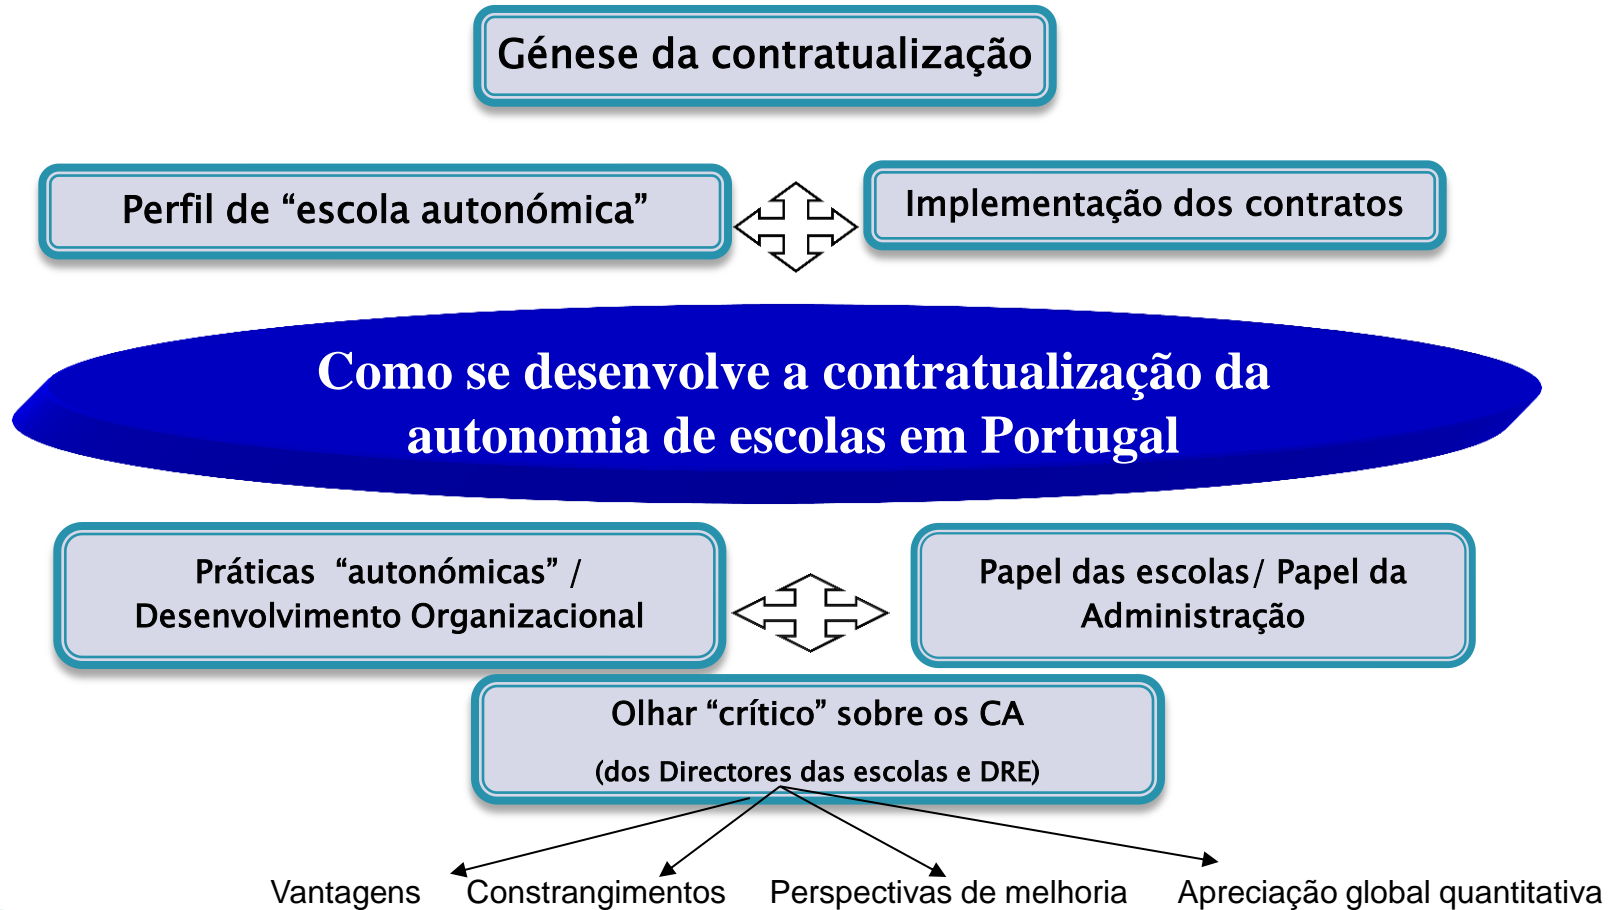 Génese da contratualização
Perfil de “escola autonómica”
Implementação dos contratos
Como se desenvolve a contratualização da
autonomia de escolas em Portugal
Práticas “autonómicas” /
Desenvolvimento Organizacional
Papel das escolas/ Papel da
Administração
Olhar “crítico” sobre os CA
(dos Directores das escolas e DRE)
Vantagens
Constrangimentos
Perspectivas de melhoria
Apreciação global quantitativa